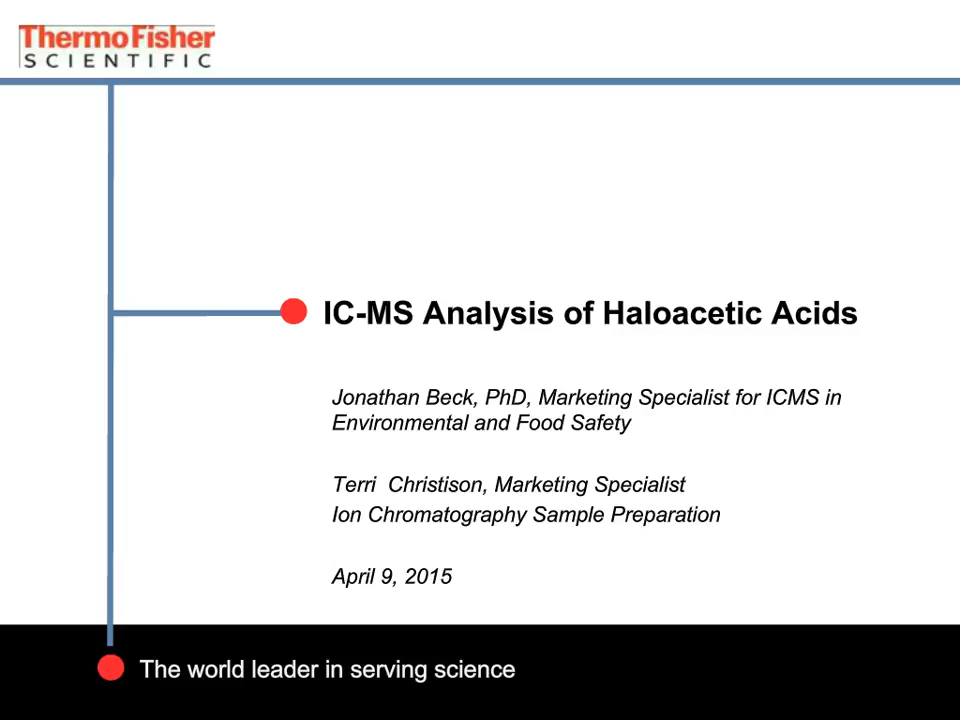 ThermoFisher
SCIENTIFIC
IC-MS Analysis of Haloacetic Acids
Jonathan Beck, PhD, Marketing Specialist for ICMS in
Environmental and Food Safety
Terri Christison, Marketing Specialist
Ion Chromatography Sample Preparation
April 9, 2015
The world leader in serving science